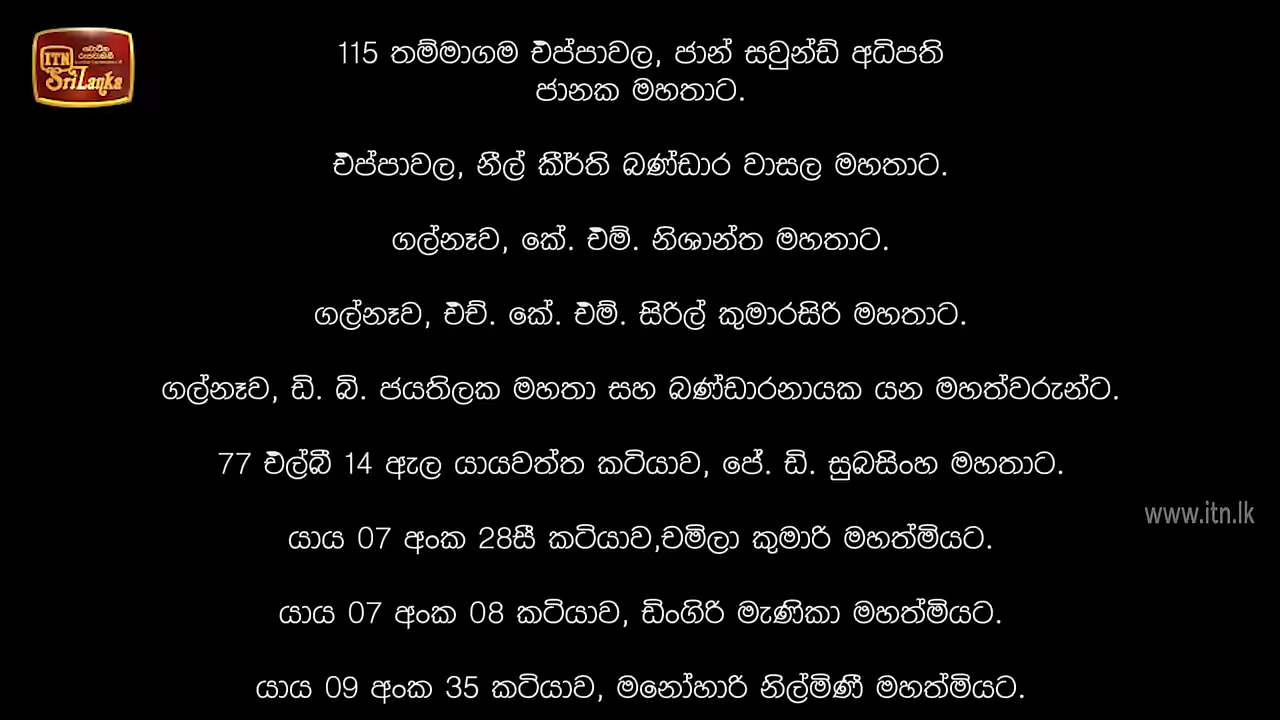 ITN
SriLanka
115 තම්මාගම එප්පාවල, ජාන් සවුන්ඩ් අධිපති
ජානක මහතාට.
එප්පාවල, නීල් කීර්ති බණ්ඩාර වාසල මහතාට.
ගල්නෑව, කේ. එම්. නිශාන්ත මහතාට.
ගල්නෑව, එච්. කේ. එම්. සිරිල් කුමාරසිරි මහතාට.
ගල්නෑව, ඩි. බි. ජයතිලක මහතා සහ බණ්ඩාරනායක යන මහත්වරුන්ට.
77 එල්බී 14 ඇල යායවත්ත කටියාව, පේ. ඩි. සුබසිංහ මහතාට.
www.itn.lk
යාය 07 අංක 28සී කටියාව,චමිලා කුමාරි මහත්මියට.
යාය 07 අංක 08 කටියාව, ඩිංගිරි මැණිකා මහත්මියට.
යාය 09 අංක 35 කටියාව, මනෝහාරි නිල්මිණී මහත්මියට.